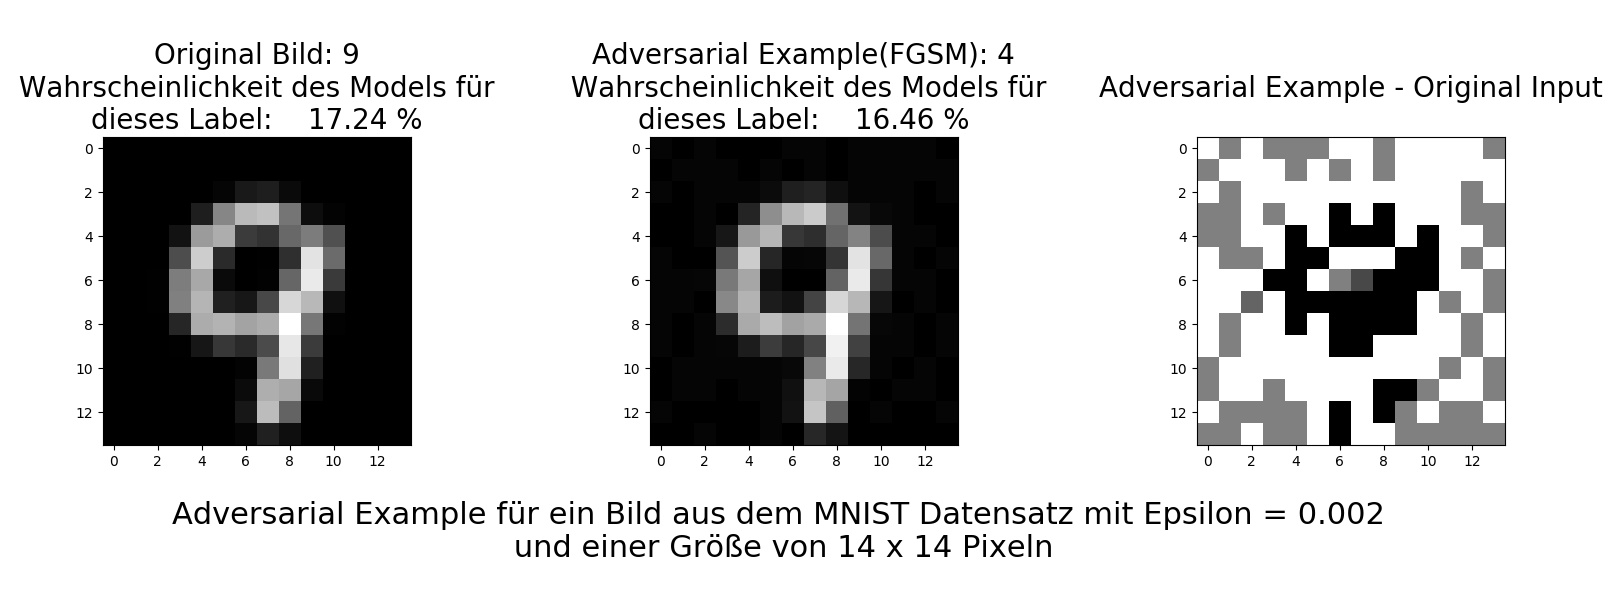 Original Bild: 9
Wahrscheinlichkeit des Models für
dieses Label: 17.24 %
0
2
4
6
8
10
12
0 2 4 6 8 10 12
Adversarial Example(FGSM): 4
Wahrscheinlichkeit des Models für
dieses Label: 16.46 %
0
2
4
6
8
10
12
0 2 4 6 8 10 12
Adversarial Example - Original Input
0
2
4
6
8
10
12
0 2 4 6 8 10 12
Adversarial Example für ein Bild aus dem MNIST Datensatz mit Epsilon = 0.002
und einer Größe von 14 x 14 Pixeln